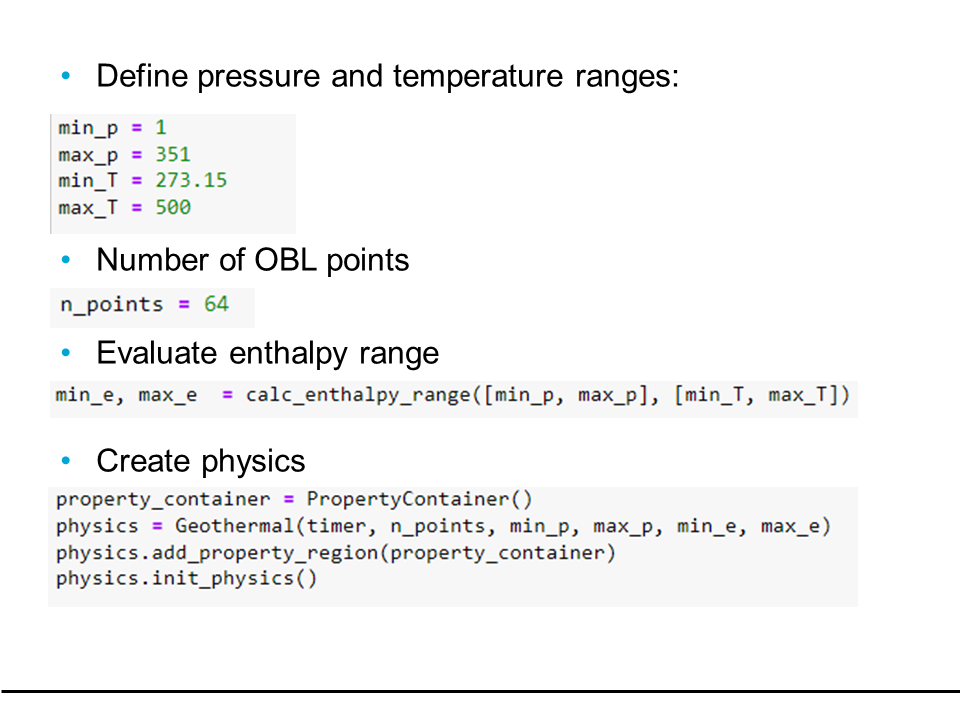 • Define pressure and temperature ranges:
min_p = 1
max_p = 351
min_T = 273.15
max_T = 500
• Number of OBL points
n_points = 64
• Evaluate enthalpy range
min_e, max_e  = calc_enthalpy_range([min_p, max_p], [min_T, max_T])
• Create physics
property_container = PropertyContainer()
physics = Geothermal(timer, n_points, min_p, max_p, min_e, max_e)
physics.add_property_region(property_container)
physics.init_physics()